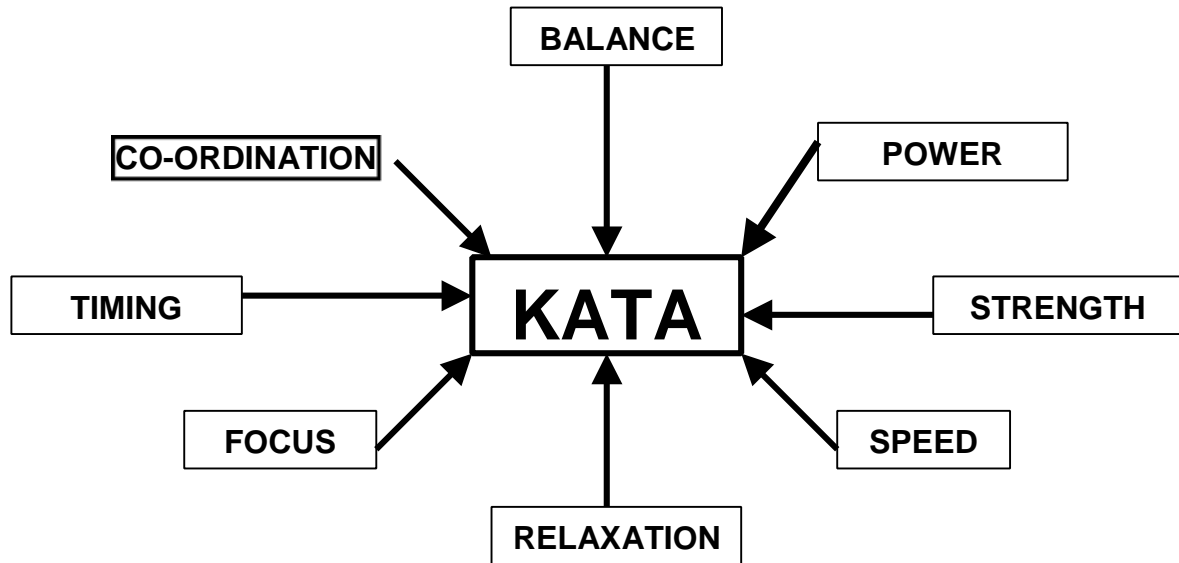 BALANCE
CO-ORDINATION
POWER
TIMING
KATA
STRENGTH
FOCUS
SPEED
RELAXATION